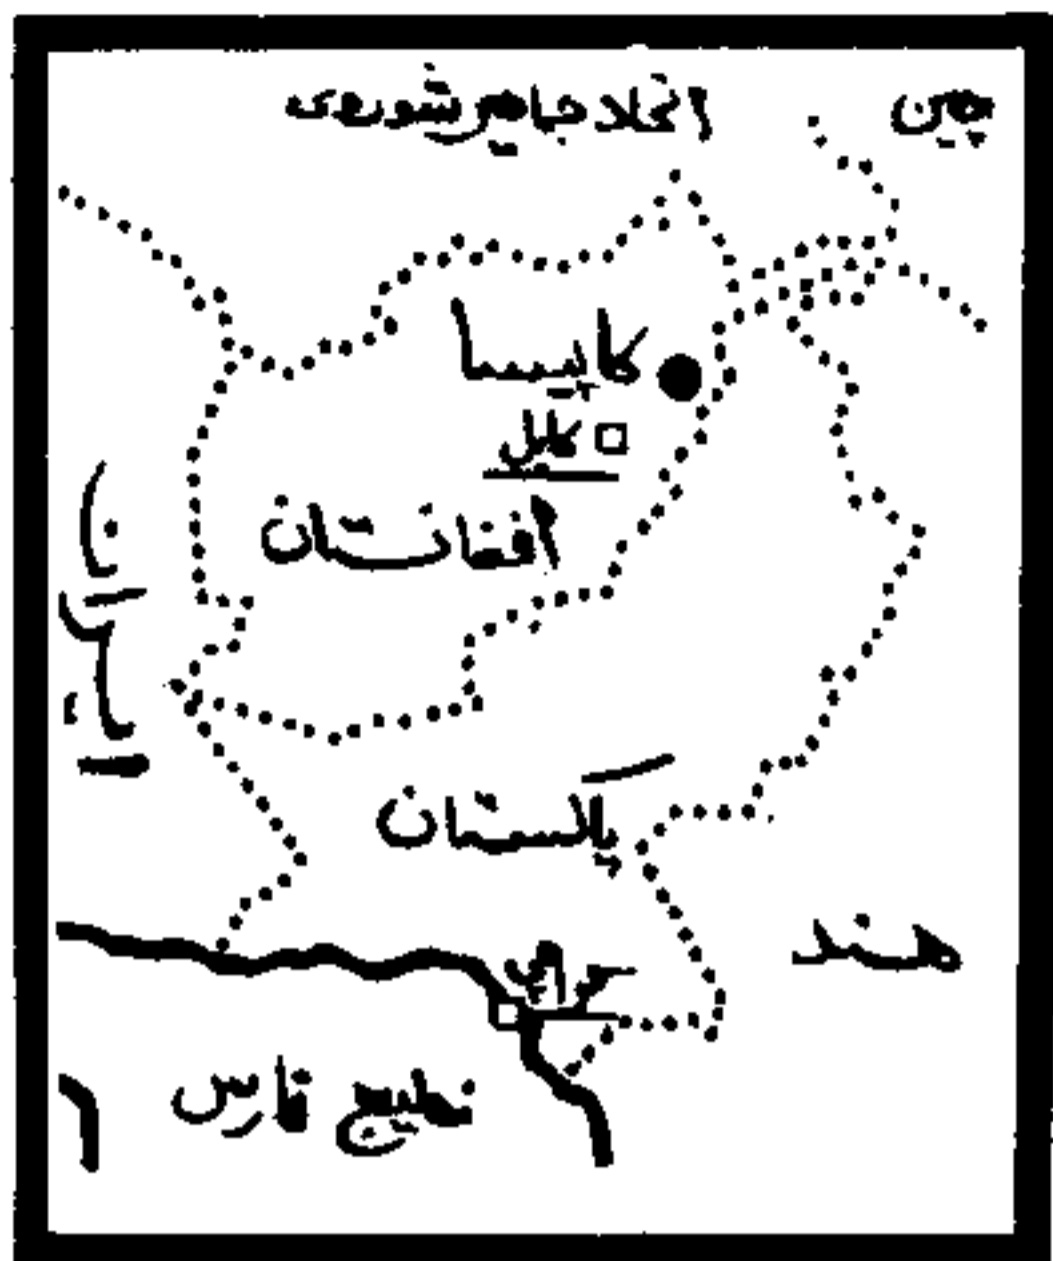 چین
اتحاد جماهیر شوروی
کاپیسا
کابل
افغانستان
ایران
پاکستان
هند
کراچی
خلیج فارس